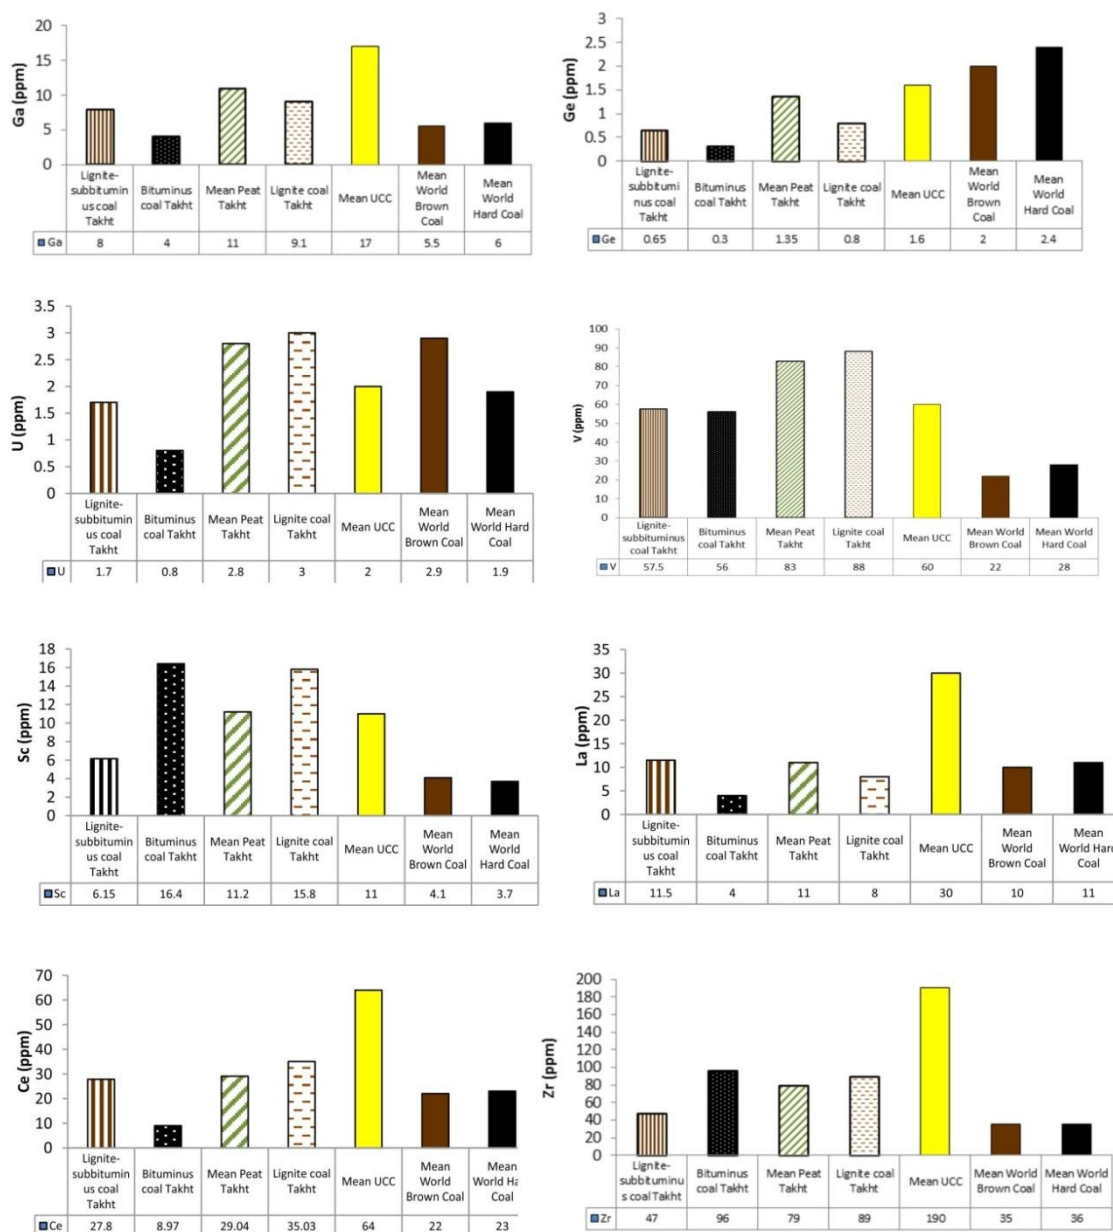 Ga (ppm)
20
15
10
5
0
Lignite-
subbitumin
us coal
Takht
Bituminus
coal Takht
Mean Peat
Takht
Lignite coal
Takht
Mean UCC
Mean
World
Brown
Coal
Mean
World
Hard Coal
Ga 8 4 11 9.1 17 5.5 6
Ge (ppm)
3
2.5
2
1.5
1
0.5
0
Lignite-
subbitumi
nus coal
Takht
Bituminus
coal Takht
Mean Peat
Takht
Lignite coal
Takht
Mean UCC
Mean
World
Brown
Coal
Mean
World
Hard Coal
Ge 0.65 0.3 1.35 0.8 1.6 2 2.4
U (ppm)
3.5
3
2.5
2
1.5
1
0.5
0
Lignite-
subbitumin
us coal
Takht
Bituminus
coal Takht
Mean Peat
Takht
Lignite coal
Takht
Mean UCC
Mean
World
Brown Coal
Mean
World Hard
Coal
U 1.7 0.8 2.8 3 2 2.9 1.9
V (ppm)
100
90
80
70
60
50
40
30
20
10
0
Lignite-
subbituminus
coal Takht
Bituminus
coal Takht
Mean Peat
Takht
Lignite coal
Takht
Mean UCC
Mean World
Brown Coal
Mean World
Hard Coal
V 57.5 56 83 88 60 22 28
Sc (ppm)
18
16
14
12
10
8
6
4
2
0
Lignite-
subbitumin
us coal
Takht
Bituminus
coal Takht
Mean Peat
Takht
Lignite coal
Takht
Mean UCC
Mean
World
Brown Coal
Mean
World
Hard Coal
Sc 6.15 16.4 11.2 15.8 11 4.1 3.7
La (ppm)
35
30
25
20
15
10
5
0
Lignite-
subbitumin
us coal
Takht
Bituminus
coal Takht
Mean Peat
Takht
Lignite coal
Takht
Mean UCC
Mean
World
Brown Coal
Mean
World Hard
Coal
La 11.5 4 11 8 30 10 11
Ce (ppm)
70
60
50
40
30
20
10
0
Lignite-
subbitumin
us coal
Takht
Bituminus
coal Takht
Mean Peat
Takht
Lignite coal
Takht
Mean UCC
Mean
World
Brown Coal
Mean
World Ha
Coal
Ce 27.8 8.97 29.04 35.03 64 22 23
Zr (ppm)
200
180
160
140
120
100
80
60
40
20
0
Lignite-
subbituminu
s coal Takht
Bituminus
coal Takht
Mean Peat
Takht
Lignite coal
Takht
Mean UCC
Mean World
Brown Coal
Mean World
Hard Coal
Zr 47 96 79 89 190 35 36